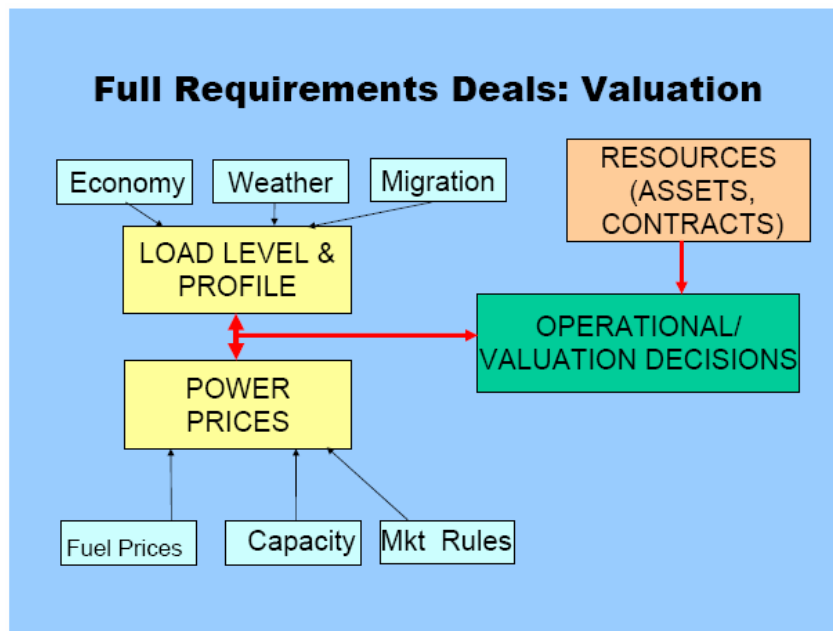 Full Requirements Deals: Valuation
Economy
Weather
Migration
RESOURCES
(ASSETS,
CONTRACTS)
LOAD LEVEL &
PROFILE
OPERATIONAL/
VALUATION DECISIONS
POWER
PRICES
Fuel Prices
Capacity
Mkt Rules